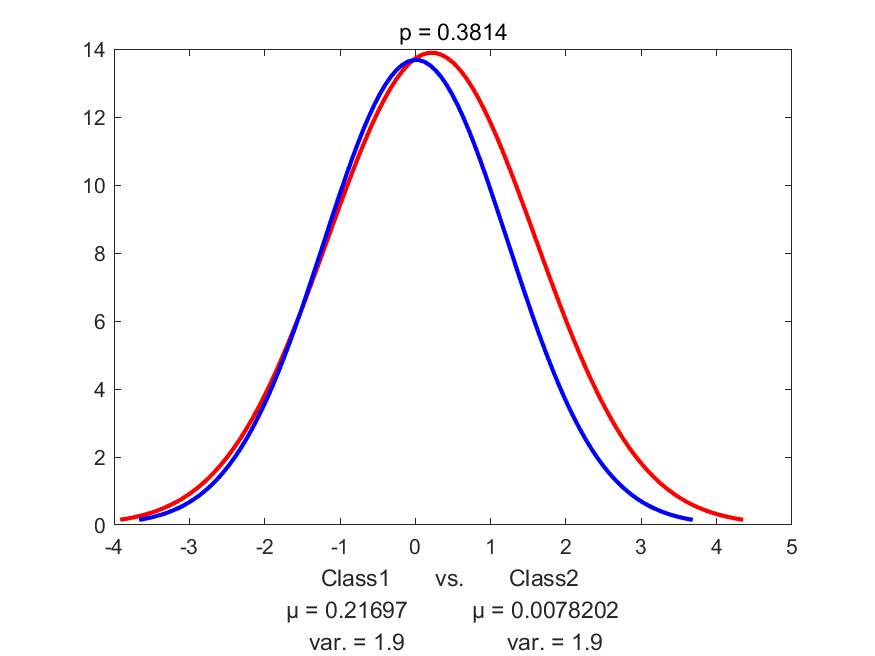 p = 0.3814
14
12
10
8
6
4
2
0
-4 -3 -2 -1 0 1 2 3 4 5
Class1 vs. Class2
μ = 0.21697 μ = 0.0078202
var. = 1.9 var. = 1.9